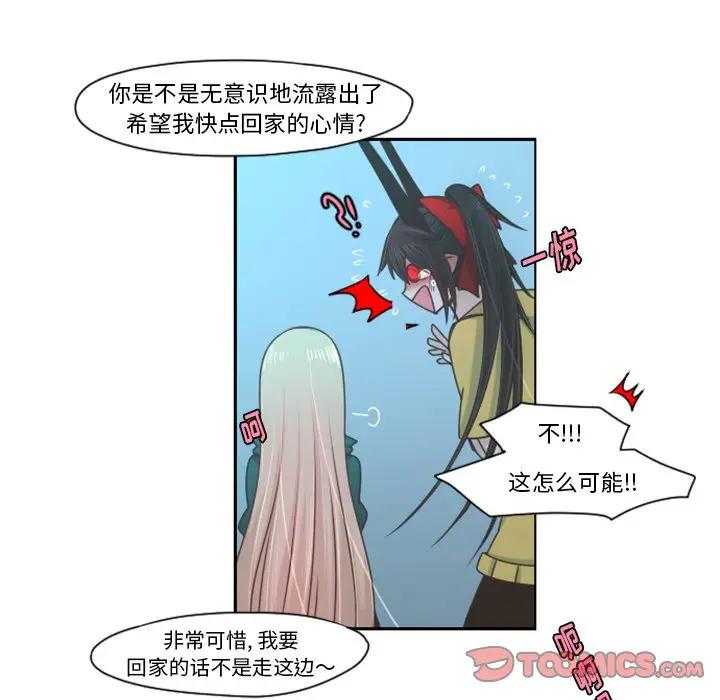 你是不是无意识地流露出了
希望我快点回家的心情?
?!
一惊
呵
不!!!
这怎么可能!!
非常可惜, 我要
回家的话不是走这边～
呃
啊
TOOMICS.COM